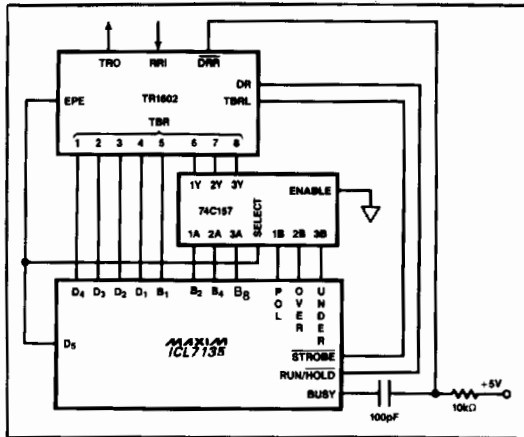 TRO RRI DRR
DR
EPE TR1602 TBRL
TBR
1 2 3 4 5 6 7 8
1Y 2Y 3Y
ENABLE
74C157
SELECT
1A 2A 3A 1B 2B 3B
D4 D3 D2 D1 B1 B2 B4 B8 POL OVER UNDER
D5
MAXIM
ICL7135
STROBE
RUN/HOLD
BUSY
+5V
100pF 10kΩ